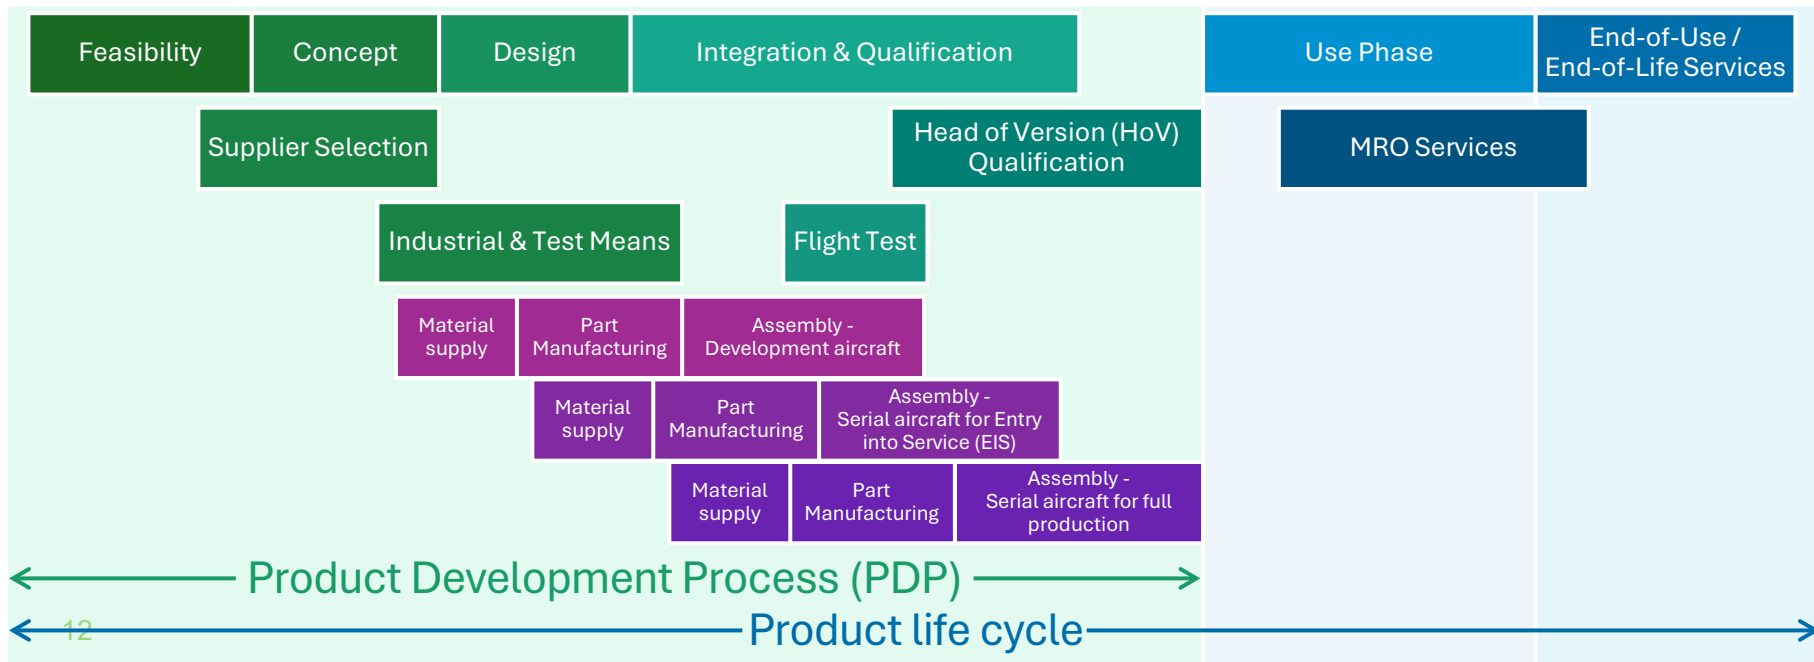 Feasibility
Concept
Design
Integration & Qualification
Use Phase
End-of-Use /
End-of-Life Services
Supplier Selection
Head of Version (HoV)
Qualification
MRO Services
Industrial & Test Means
Flight Test
Material
supply
Part
Manufacturing
Assembly -
Development aircraft
Material
supply
Part
Manufacturing
Assembly -
Serial aircraft for Entry
into Service (EIS)
Material
supply
Part
Manufacturing
Assembly -
Serial aircraft for full
production
Product Development Process (PDP)
12
Product life cycle